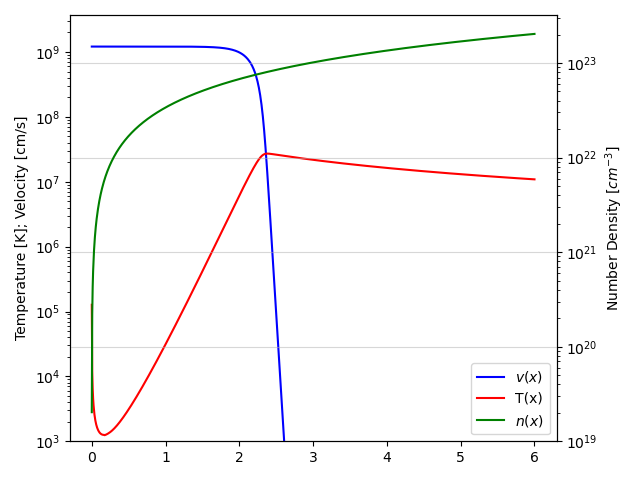 Temperature [K]; Velocity [cm/s]
10⁹
10⁸
10⁷
10⁶
10⁵
10⁴
10³
10²³
10²²
10²¹
10²⁰
10¹⁹
Number Density [cm⁻³]
v(x)
T(x)
n(x)
0 1 2 3 4 5 6